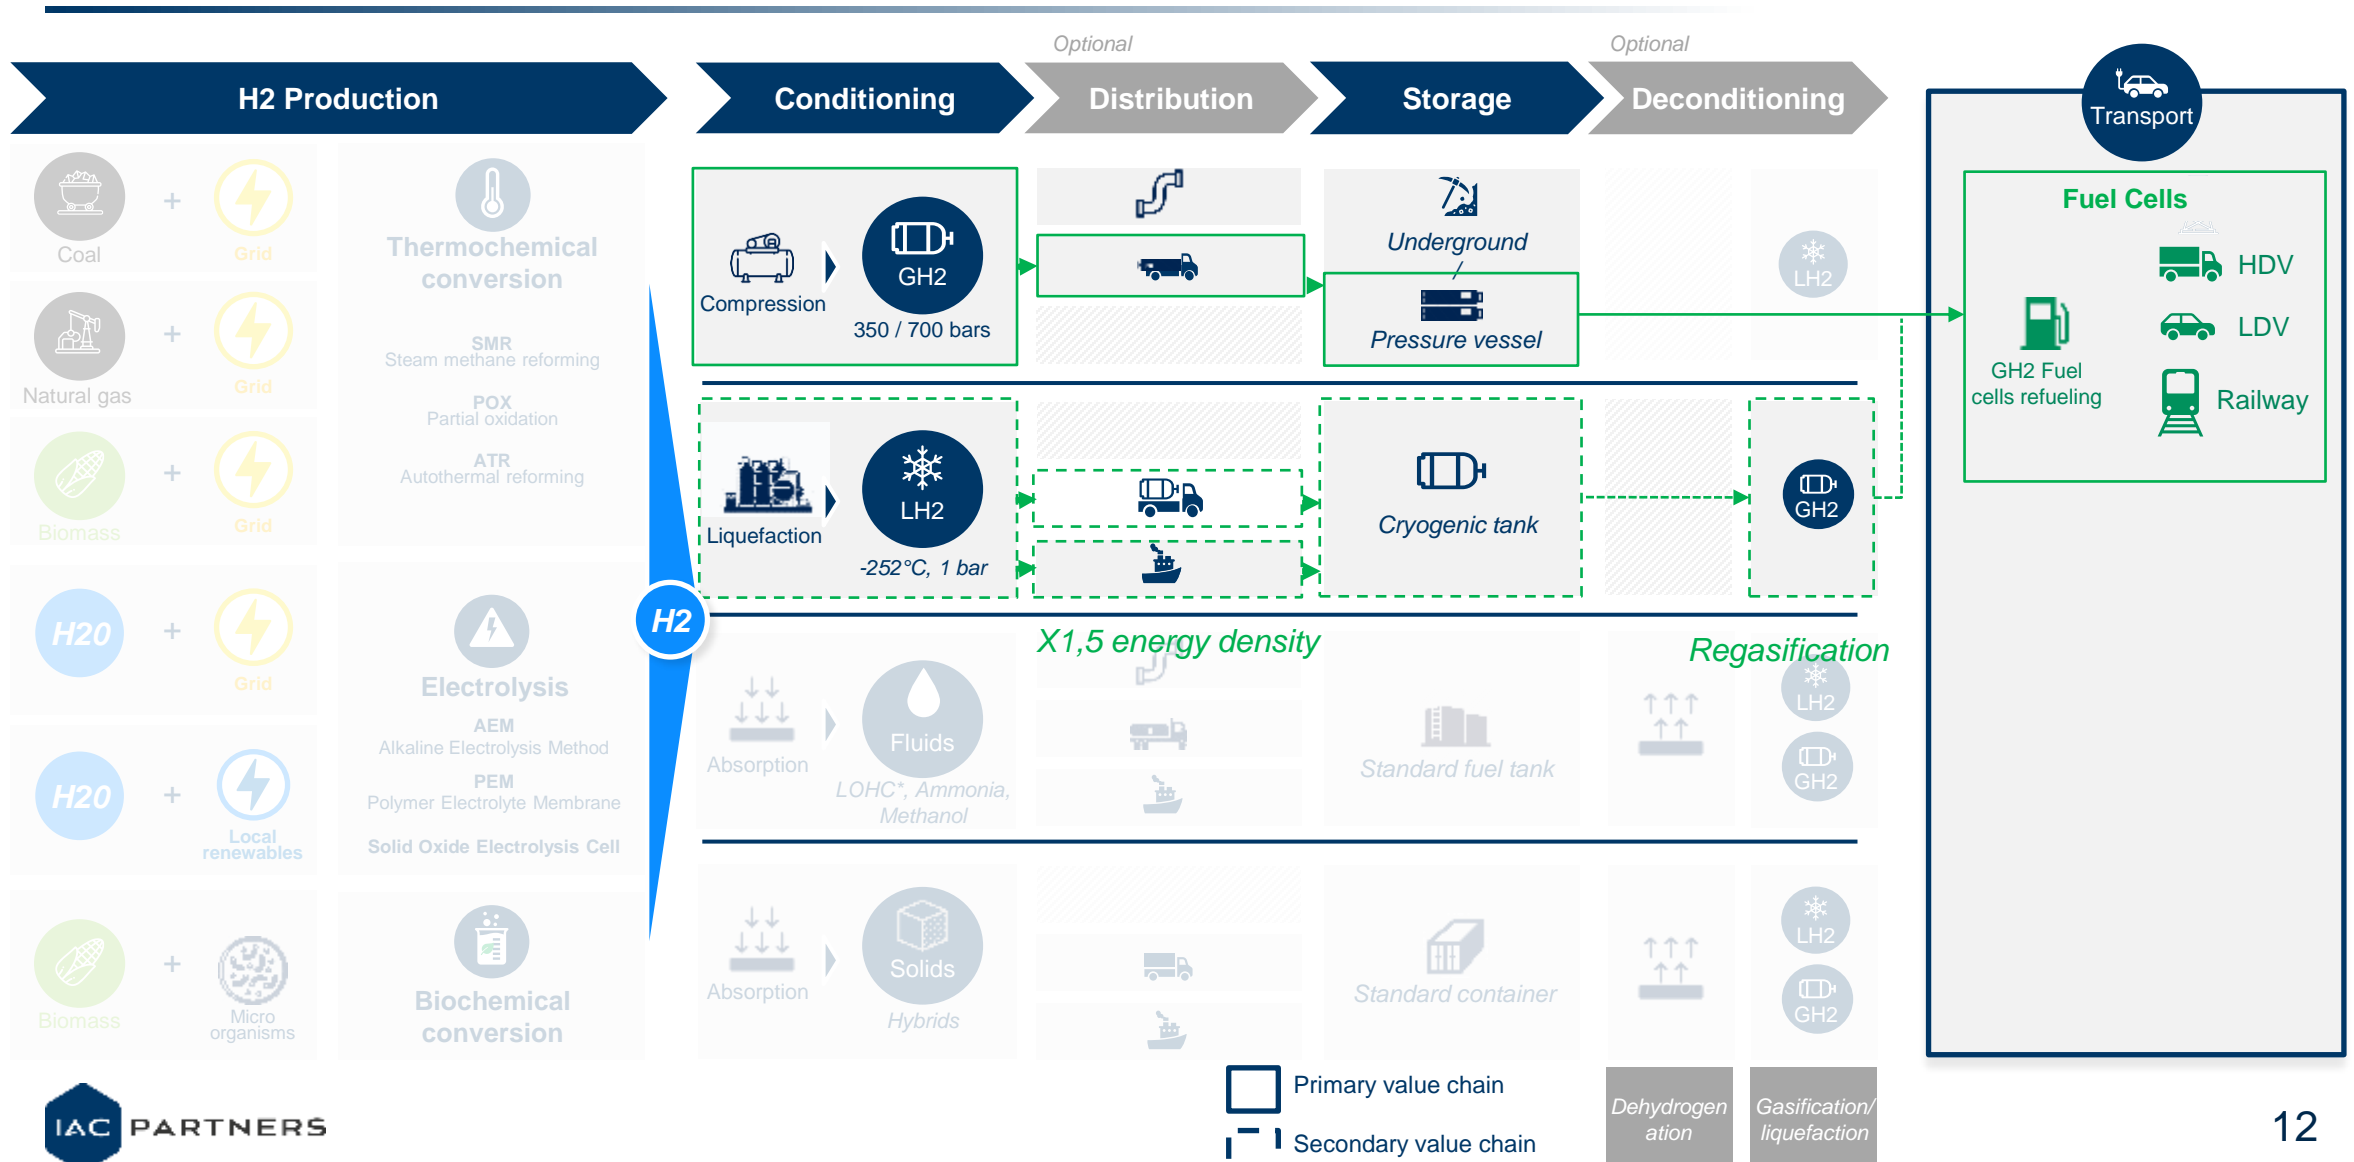 Optional
Optional
H2 Production
Conditioning
Distribution
Storage
Deconditioning
Transport
Coal
+
Grid
Natural gas
+
Grid
Biomass
+
Grid
H20
+
Grid
H20
+
Local
renewables
Biomass
+
Micro
organisms
Thermochemical
conversion
SMR
Steam methane reforming
POX
Partial oxidation
ATR
Autothermal reforming
Electrolysis
AEM
Alkaline Electrolysis Method
PEM
Polymer Electrolyte Membrane
Solid Oxide Electrolysis Cell
Biochemical
conversion
H2
Compression
GH2
350 / 700 bars
Underground
/
Pressure vessel
LH2
Liquefaction
LH2
-252°C, 1 bar
Cryogenic tank
GH2
X1,5 energy density
Regasification
Absorption
Fluids
LOHC*, Ammonia,
Methanol
Standard fuel tank
LH2
GH2
Absorption
Solids
Hybrids
Standard container
LH2
GH2
Fuel Cells
HDV
LDV
Railway
GH2 Fuel
cells refueling
Primary value chain
Secondary value chain
Dehydrogen
ation
Gasification/
liquefaction
IAC PARTNERS
12